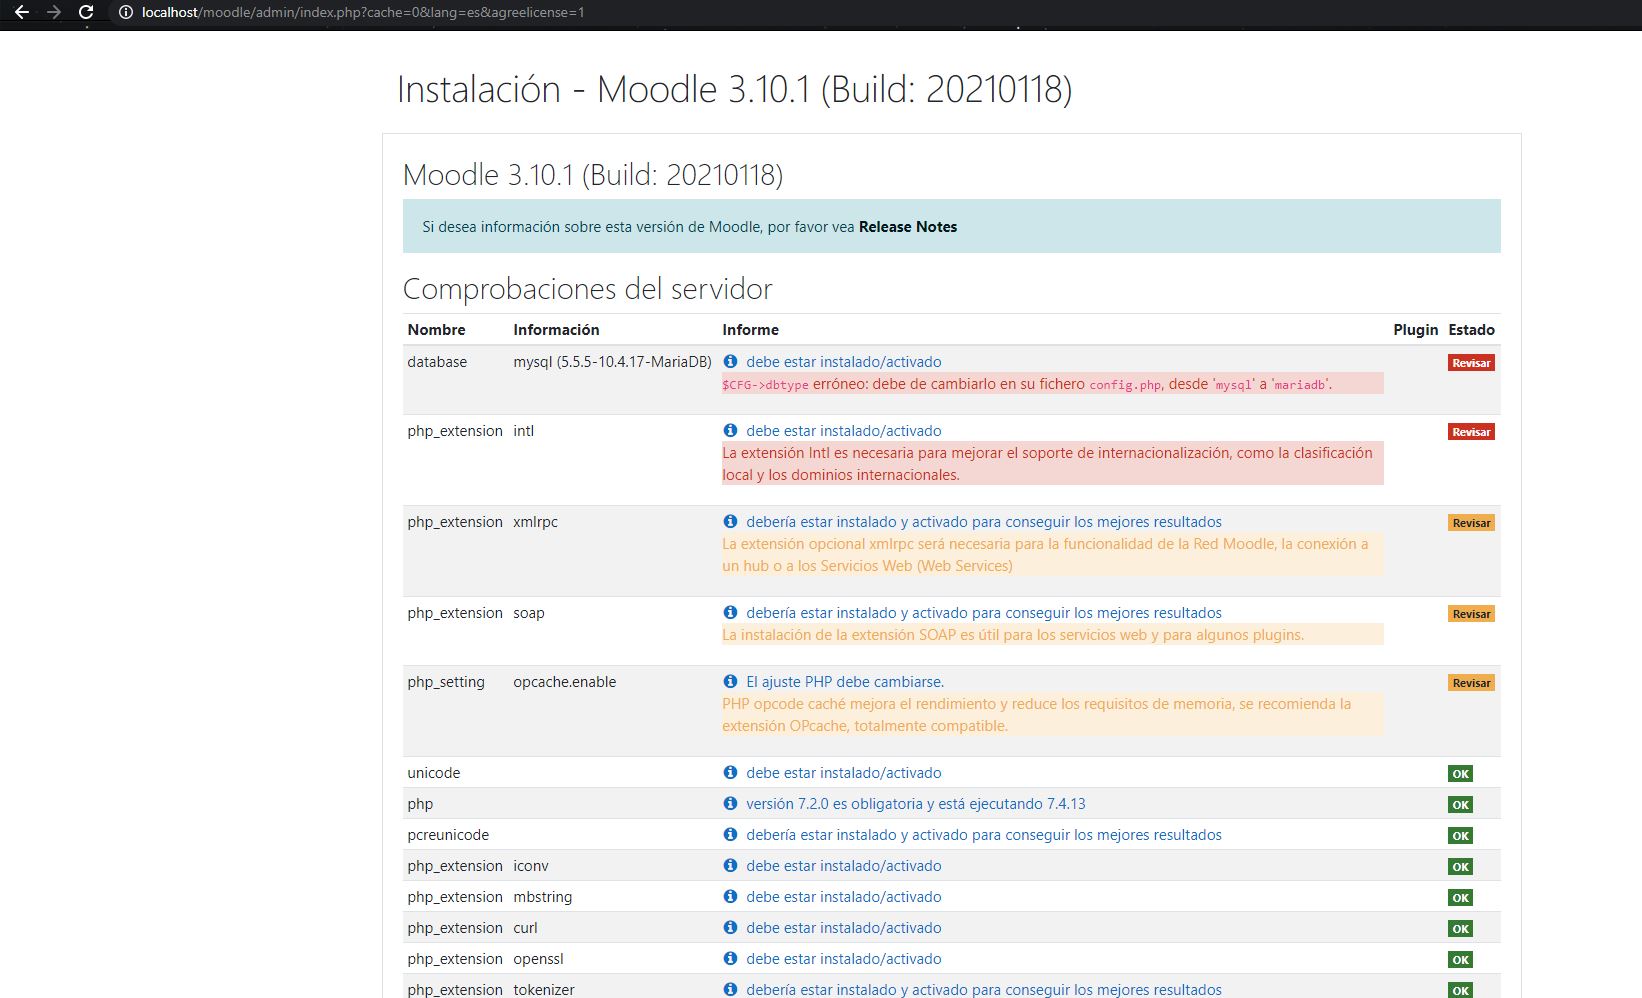 localhost/moodle/admin/index.php?cache=0&lang=es&agreelicense=1
Instalación - Moodle 3.10.1 (Build: 20210118)
Moodle 3.10.1 (Build: 20210118)
Si desea información sobre esta versión de Moodle, por favor vea Release Notes
Comprobaciones del servidor
Nombre Información Informe Plugin Estado
database mysql (5.5.5-10.4.17-MariaDB) debe estar instalado/activado Revisar
$CFG->dbtype erróneo: debe de cambiarlo en su fichero config.php, desde 'mysql' a 'mariadb'.
php_extension intl debe estar instalado/activado Revisar
La extensión Intl es necesaria para mejorar el soporte de internacionalización, como la clasificación
local y los dominios internacionales.
php_extension xmlrpc debería estar instalado y activado para conseguir los mejores resultados Revisar
La extensión opcional xmlrpc será necesaria para la funcionalidad de la Red Moodle, la conexión a
un hub o a los Servicios Web (Web Services)
php_extension soap debería estar instalado y activado para conseguir los mejores resultados Revisar
La instalación de la extensión SOAP es útil para los servicios web y para algunos plugins.
php_setting opcache.enable El ajuste PHP debe cambiarse. Revisar
PHP opcode caché mejora el rendimiento y reduce los requisitos de memoria, se recomienda la
extensión OPcache, totalmente compatible.
unicode debe estar instalado/activado OK
php versión 7.2.0 es obligatoria y está ejecutando 7.4.13 OK
pcreunicode debería estar instalado y activado para conseguir los mejores resultados OK
php_extension iconv debe estar instalado/activado OK
php_extension mbstring debe estar instalado/activado OK
php_extension curl debe estar instalado/activado OK
php_extension openssl debe estar instalado/activado OK
php_extension tokenizer debería estar instalado y activado para conseguir los mejores resultados OK